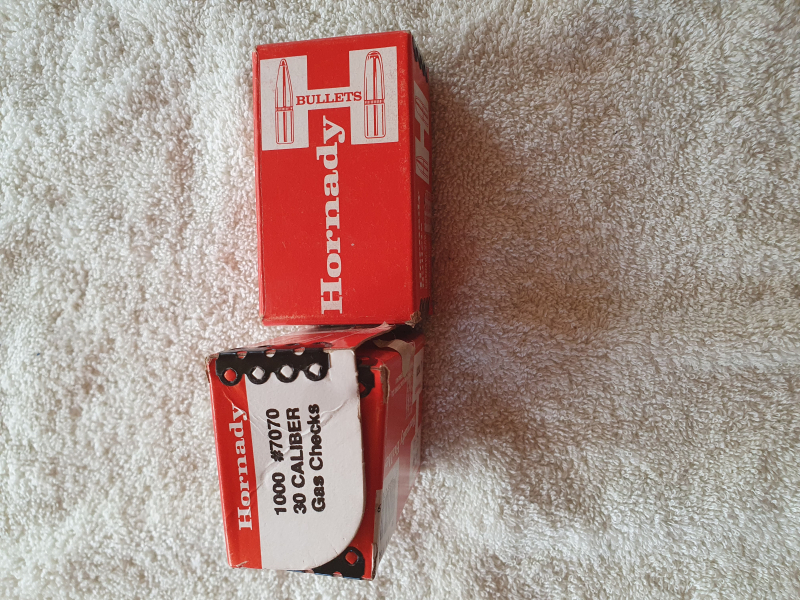 BULLETS
Hornady
Hornady
1000 #7070
30 CALIBER
Gas Checks